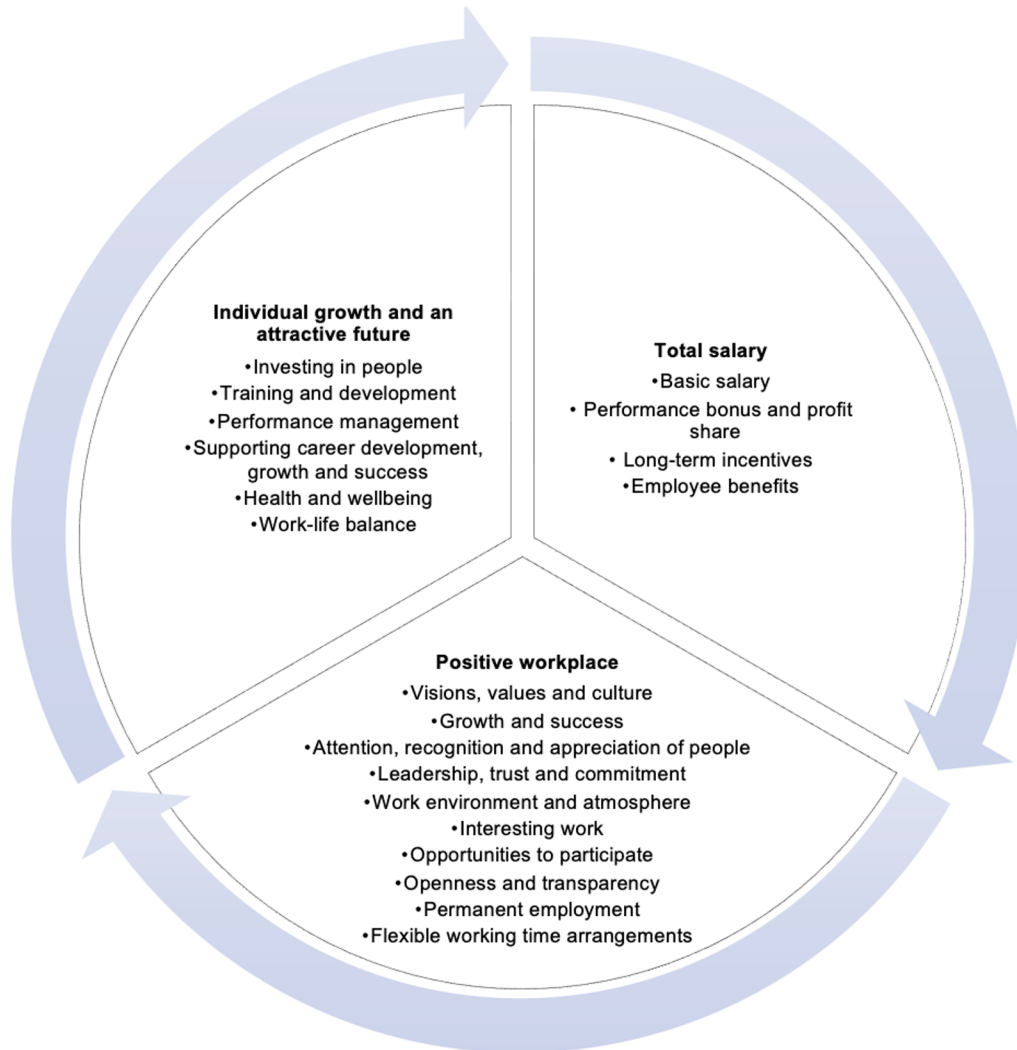 Individual growth and an
attractive future
•Investing in people
•Training and development
•Performance management
•Supporting career development,
growth and success
•Health and wellbeing
•Work-life balance
Total salary
•Basic salary
• Performance bonus and profit
share
• Long-term incentives
•Employee benefits
Positive workplace
•Visions, values and culture
•Growth and success
•Attention, recognition and appreciation of people
•Leadership, trust and commitment
•Work environment and atmosphere
•Interesting work
•Opportunities to participate
•Openness and transparency
•Permanent employment
•Flexible working time arrangements